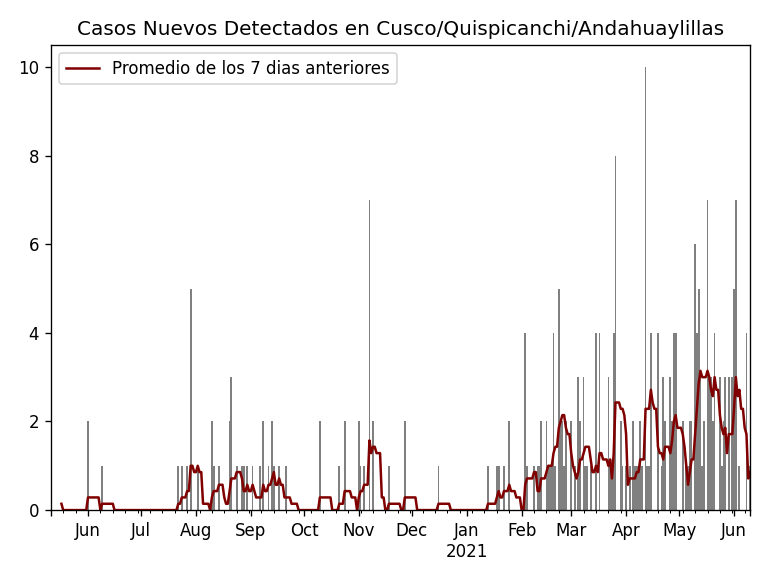 Casos Nuevos Detectados en Cusco/Quispicanchi/Andahuaylillas
Promedio de los 7 dias anteriores
10
8
6
4
2
0
Jun Jul Aug Sep Oct Nov Dec Jan Feb Mar Apr May Jun
2021